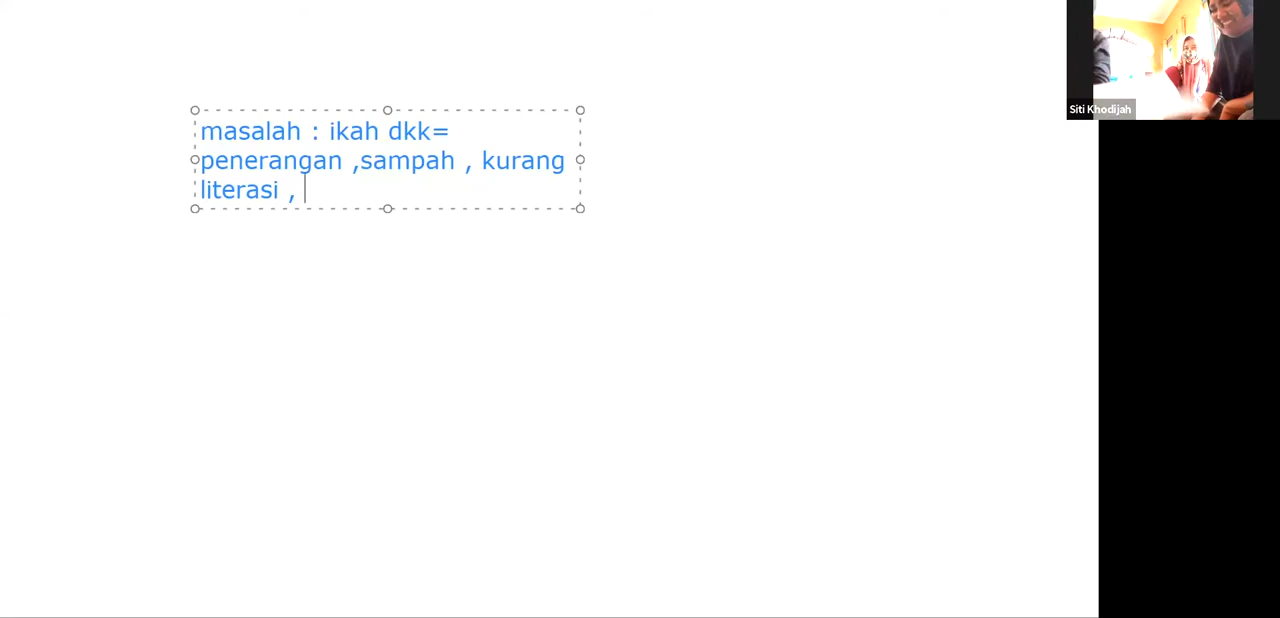 masalah : ikah dkk=
penerangan ,sampah , kurang
literasi ,
Siti Khodijah